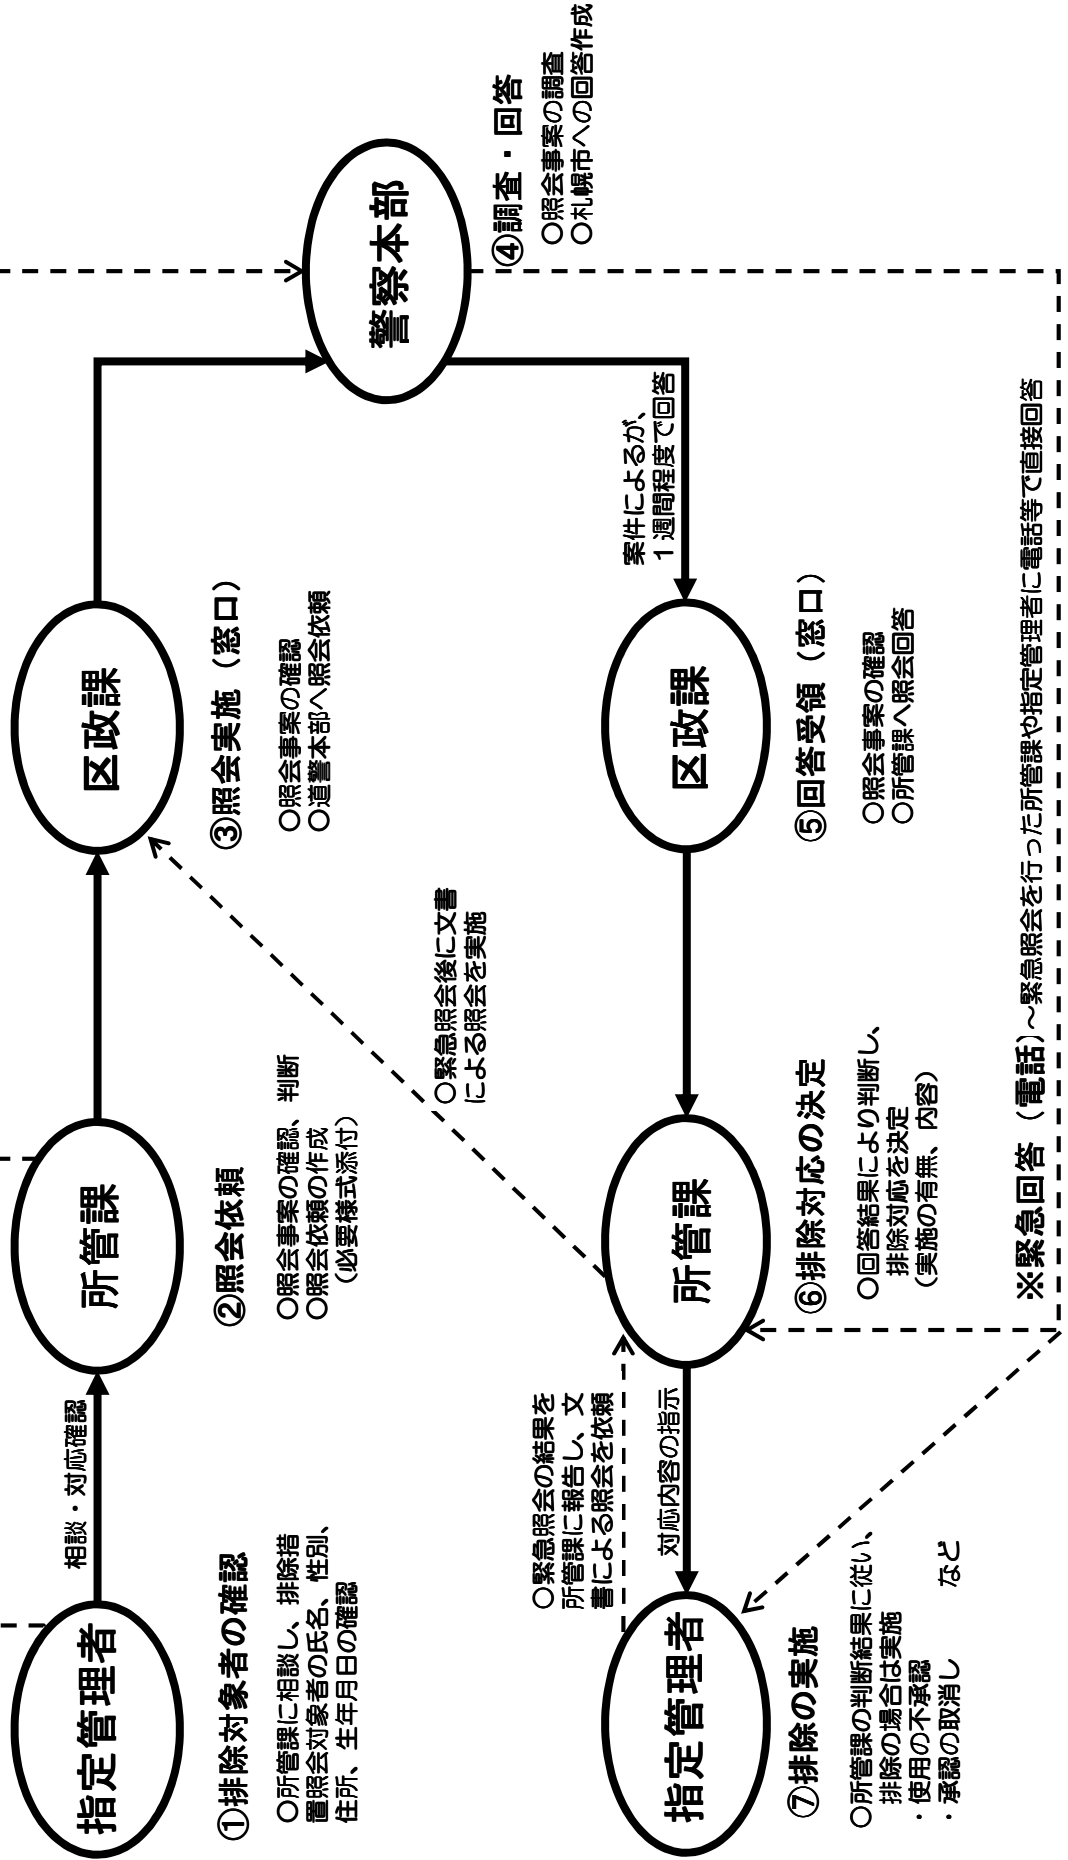 指定管理者
①排除対象者の確認
○所管課に相談し、排除措
置照会対象者の氏名、性別、
住所、生年月日の確認
相談・対応確認
所管課
②照会依頼
○照会事案の確認、判断
○照会依頼の作成
（必要様式添付）
区政課
③照会実施（窓口）
○照会事案の確認
○道警本部へ照会依頼
警察本部
④調査・回答
○照会事案の調査
○札幌市への回答作成
案件によるが、
１週間程度で回答
区政課
⑤回答受領（窓口）
○照会事案の確認
○所管課へ照会回答
○緊急照会後に文書
による照会を実施
所管課
⑥排除対応の決定
○回答結果により判断し、
排除対応を決定
（実施の有無、内容）
○緊急照会の結果を
所管課に報告し、文
書による照会を依頼
対応内容の指示
指定管理者
⑦排除の実施
○所管課の判断結果に従い、
排除の場合は実施
・使用の不承認
・承認の取消し　　など
※緊急回答（電話）～緊急照会を行った所管課や指定管理者に電話等で直接回答